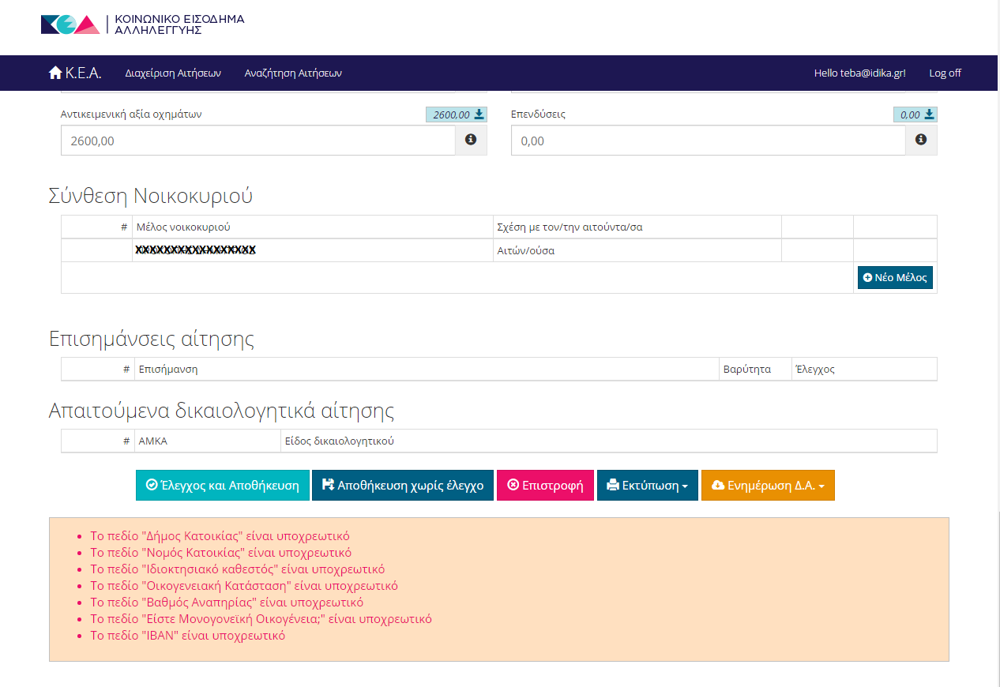 ΚΟΙΝΩΝΙΚΟ ΕΙΣΟΔΗΜΑ
ΑΛΛΗΛΕΓΓΥΗΣ
Κ.Ε.Α. Διαχείριση Αιτήσεων Αναζήτηση Αιτήσεων Hello teba@idika.gr! Log off
Αντικειμενική αξία οχημάτων 2600,00 Επενδύσεις 0,00
2600,00 0,00
Σύνθεση Νοικοκυριού
# Μέλος νοικοκυριού Σχέση με τον/την αιτούντα/σα
XXXXXXXXXXXXXXXXX Αιτών/ούσα
Νέο Μέλος
Επισημάνσεις αίτησης
# Επισήμανση Βαρύτητα Έλεγχος
Απαιτούμενα δικαιολογητικά αίτησης
# ΑΜΚΑ Είδος δικαιολογητικού
Έλεγχος και Αποθήκευση Αποθήκευση χωρίς έλεγχο Επιστροφή Εκτύπωση Ενημέρωση Δ.Α.
• Το πεδίο "Δήμος Κατοικίας" είναι υποχρεωτικό
• Το πεδίο "Νομός Κατοικίας" είναι υποχρεωτικό
• Το πεδίο "Ιδιοκτησιακό καθεστός" είναι υποχρεωτικό
• Το πεδίο "Οικογενειακή Κατάσταση" είναι υποχρεωτικό
• Το πεδίο "Βαθμός Αναπηρίας" είναι υποχρεωτικό
• Το πεδίο "Είστε Μονογονεϊκή Οικογένεια;" είναι υποχρεωτικό
• Το πεδίο "IBAN" είναι υποχρεωτικό